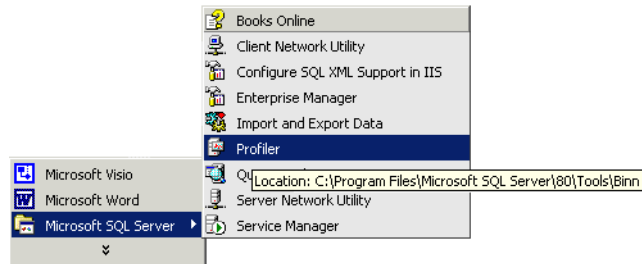 Books Online
Client Network Utility
Configure SQL XML Support in IIS
Enterprise Manager
Import and Export Data
Profiler
Microsoft Visio
Location: C:\Program Files\Microsoft SQL Server\80\Tools\Binn
Microsoft Word
Server Network Utility
Microsoft SQL Server
Service Manager